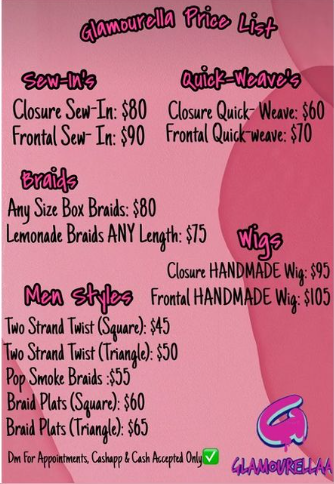 Glamourella Price List
Sew-In's
Closure Sew-In: $80
Frontal Sew-In: $90
Quick-Weave's
Closure Quick-Weave: $60
Frontal Quick-weave: $70
Braids
Any Size Box Braids: $80
Lemonade Braids ANY Length: $75
Wigs
Closure HANDMADE Wig: $95
Frontal HANDMADE Wig: $105
Men Styles
Two Strand Twist (Square): $45
Two Strand Twist (Triangle): $50
Pop Smoke Braids :$55
Braid Plats (Square): $60
Braid Plats (Triangle): $65
Dm For Appointments, Cashapp & Cash Accepted Only✅
G
GLAMOURELLAA